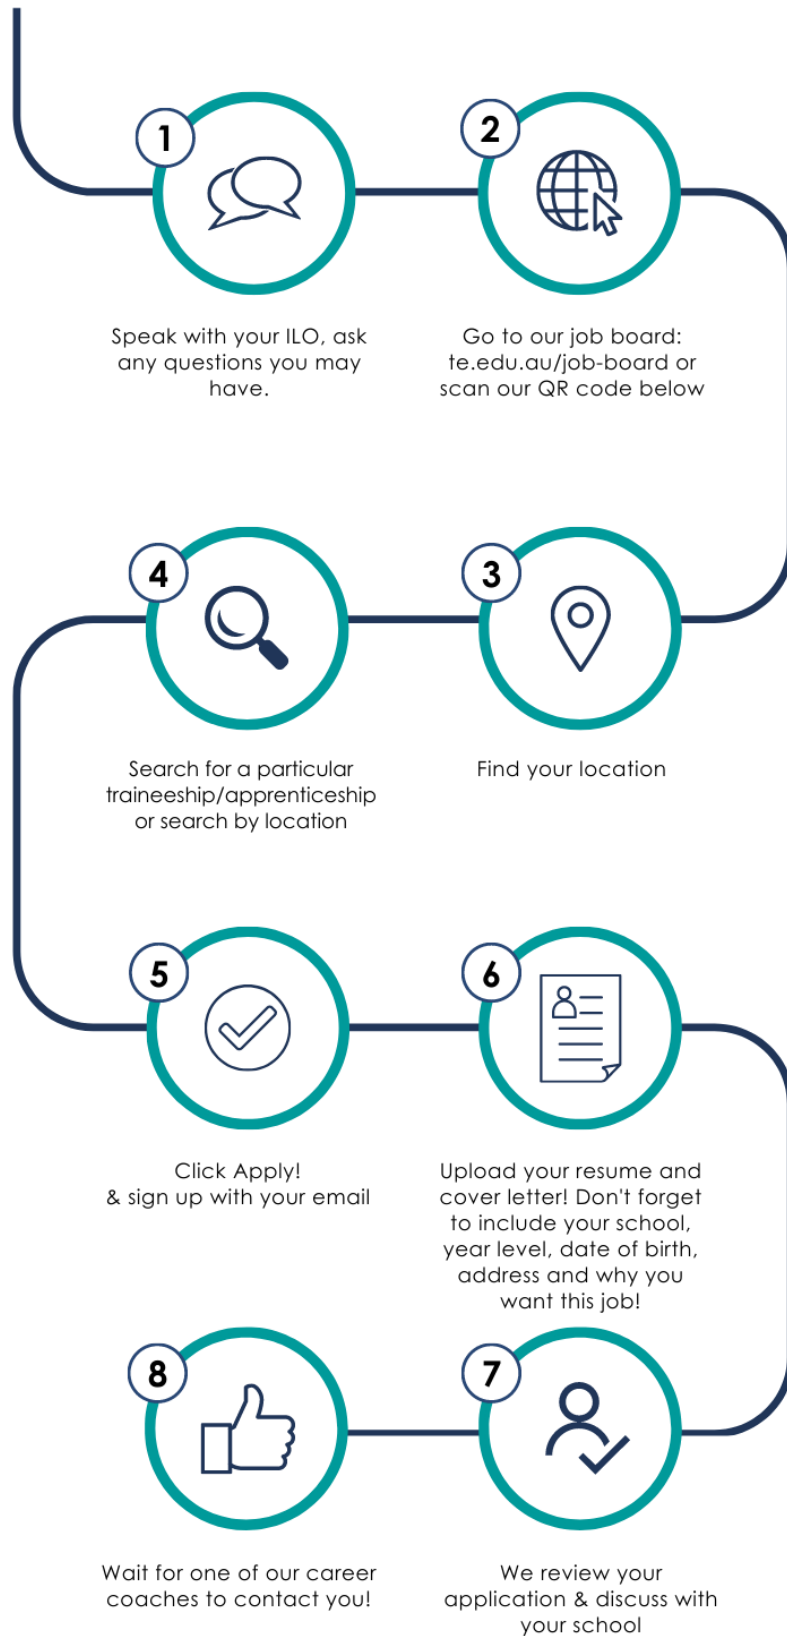 1
Speak with your ILO, ask
any questions you may
have.
2
Go to our job board:
te.edu.au/job-board or
scan our QR code below
3
Find your location
4
Search for a particular
traineeship/apprenticeship
or search by location
5
Click Apply!
& sign up with your email
6
Upload your resume and
cover letter! Don't forget
to include your school,
year level, date of birth,
address and why you
want this job!
7
We review your
application & discuss with
your school
8
Wait for one of our career
coaches to contact you!